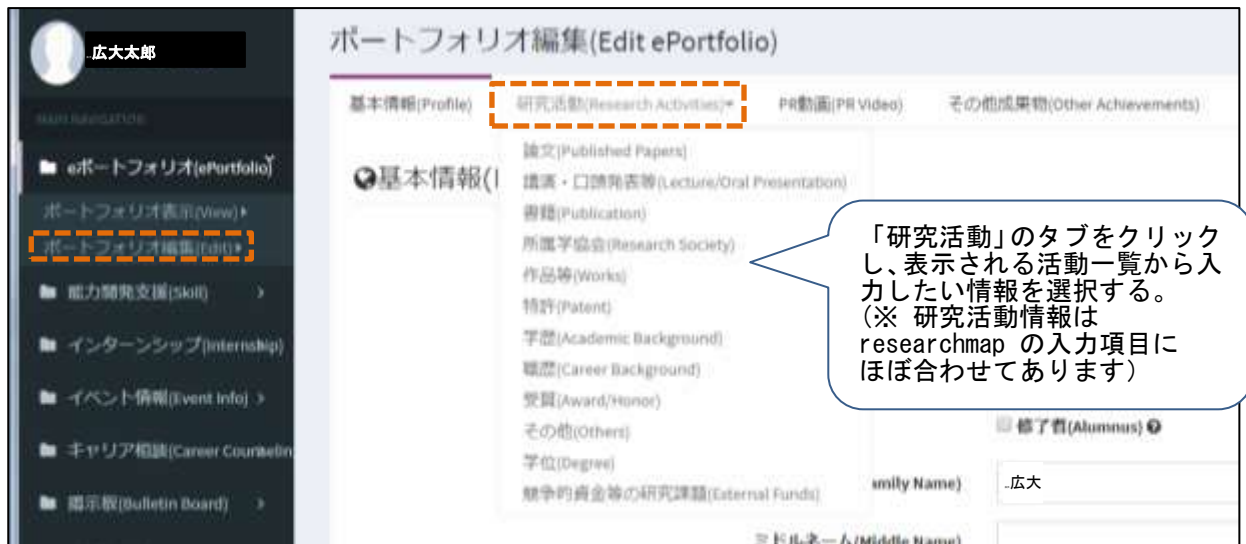 広大太郎
MAIN NAVIGATION
eポートフォリオ(ePortfolio)
ポートフォリオ表示(View)
ポートフォリオ編集(Edit)
能力開発支援(Skill)
インターンシップ(Internship)
イベント情報(Event Info)
キャリア相談(Career Counselin
掲示板(Bulletin Board)
ポートフォリオ編集(Edit ePortfolio)
基本情報(Profile)
研究活動(Research Activities)
PR動画(PR Video)
その他成果物(Other Achievements)
基本情報(
論文(Published Papers)
講演・口頭発表等(Lecture/Oral Presentation)
書籍(Publication)
所属学協会(Research Society)
作品等(Works)
特許(Patent)
学歴(Academic Background)
職歴(Career Background)
受賞(Award/Honor)
その他(Others)
学位(Degree)
競争的資金等の研究課題(External Funds)
「研究活動」のタブをクリック
し、表示される活動一覧から入
力したい情報を選択する。
(※ 研究活動情報は
researchmap の入力項目に
ほぼ合わせてあります)
修了者(Alumnus)
amily Name)
広大
ミドルネーム(Middle Name)